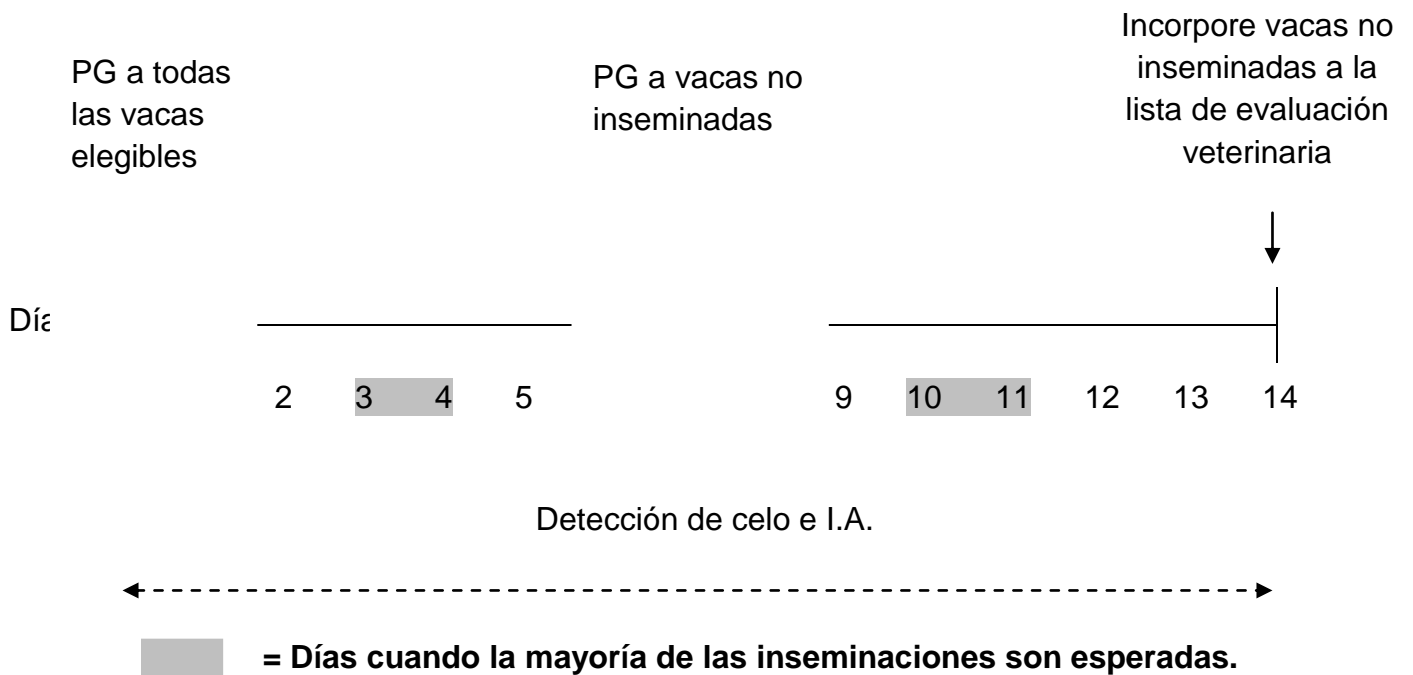 Incorpore vacas no
inseminadas a la
lista de evaluación
veterinaria
PG a todas
las vacas
elegibles
PG a vacas no
inseminadas
2 3 4 5 9 10 11 12 13 14
Detección de celo e I.A.
= Días cuando la mayoría de las inseminaciones son esperadas.